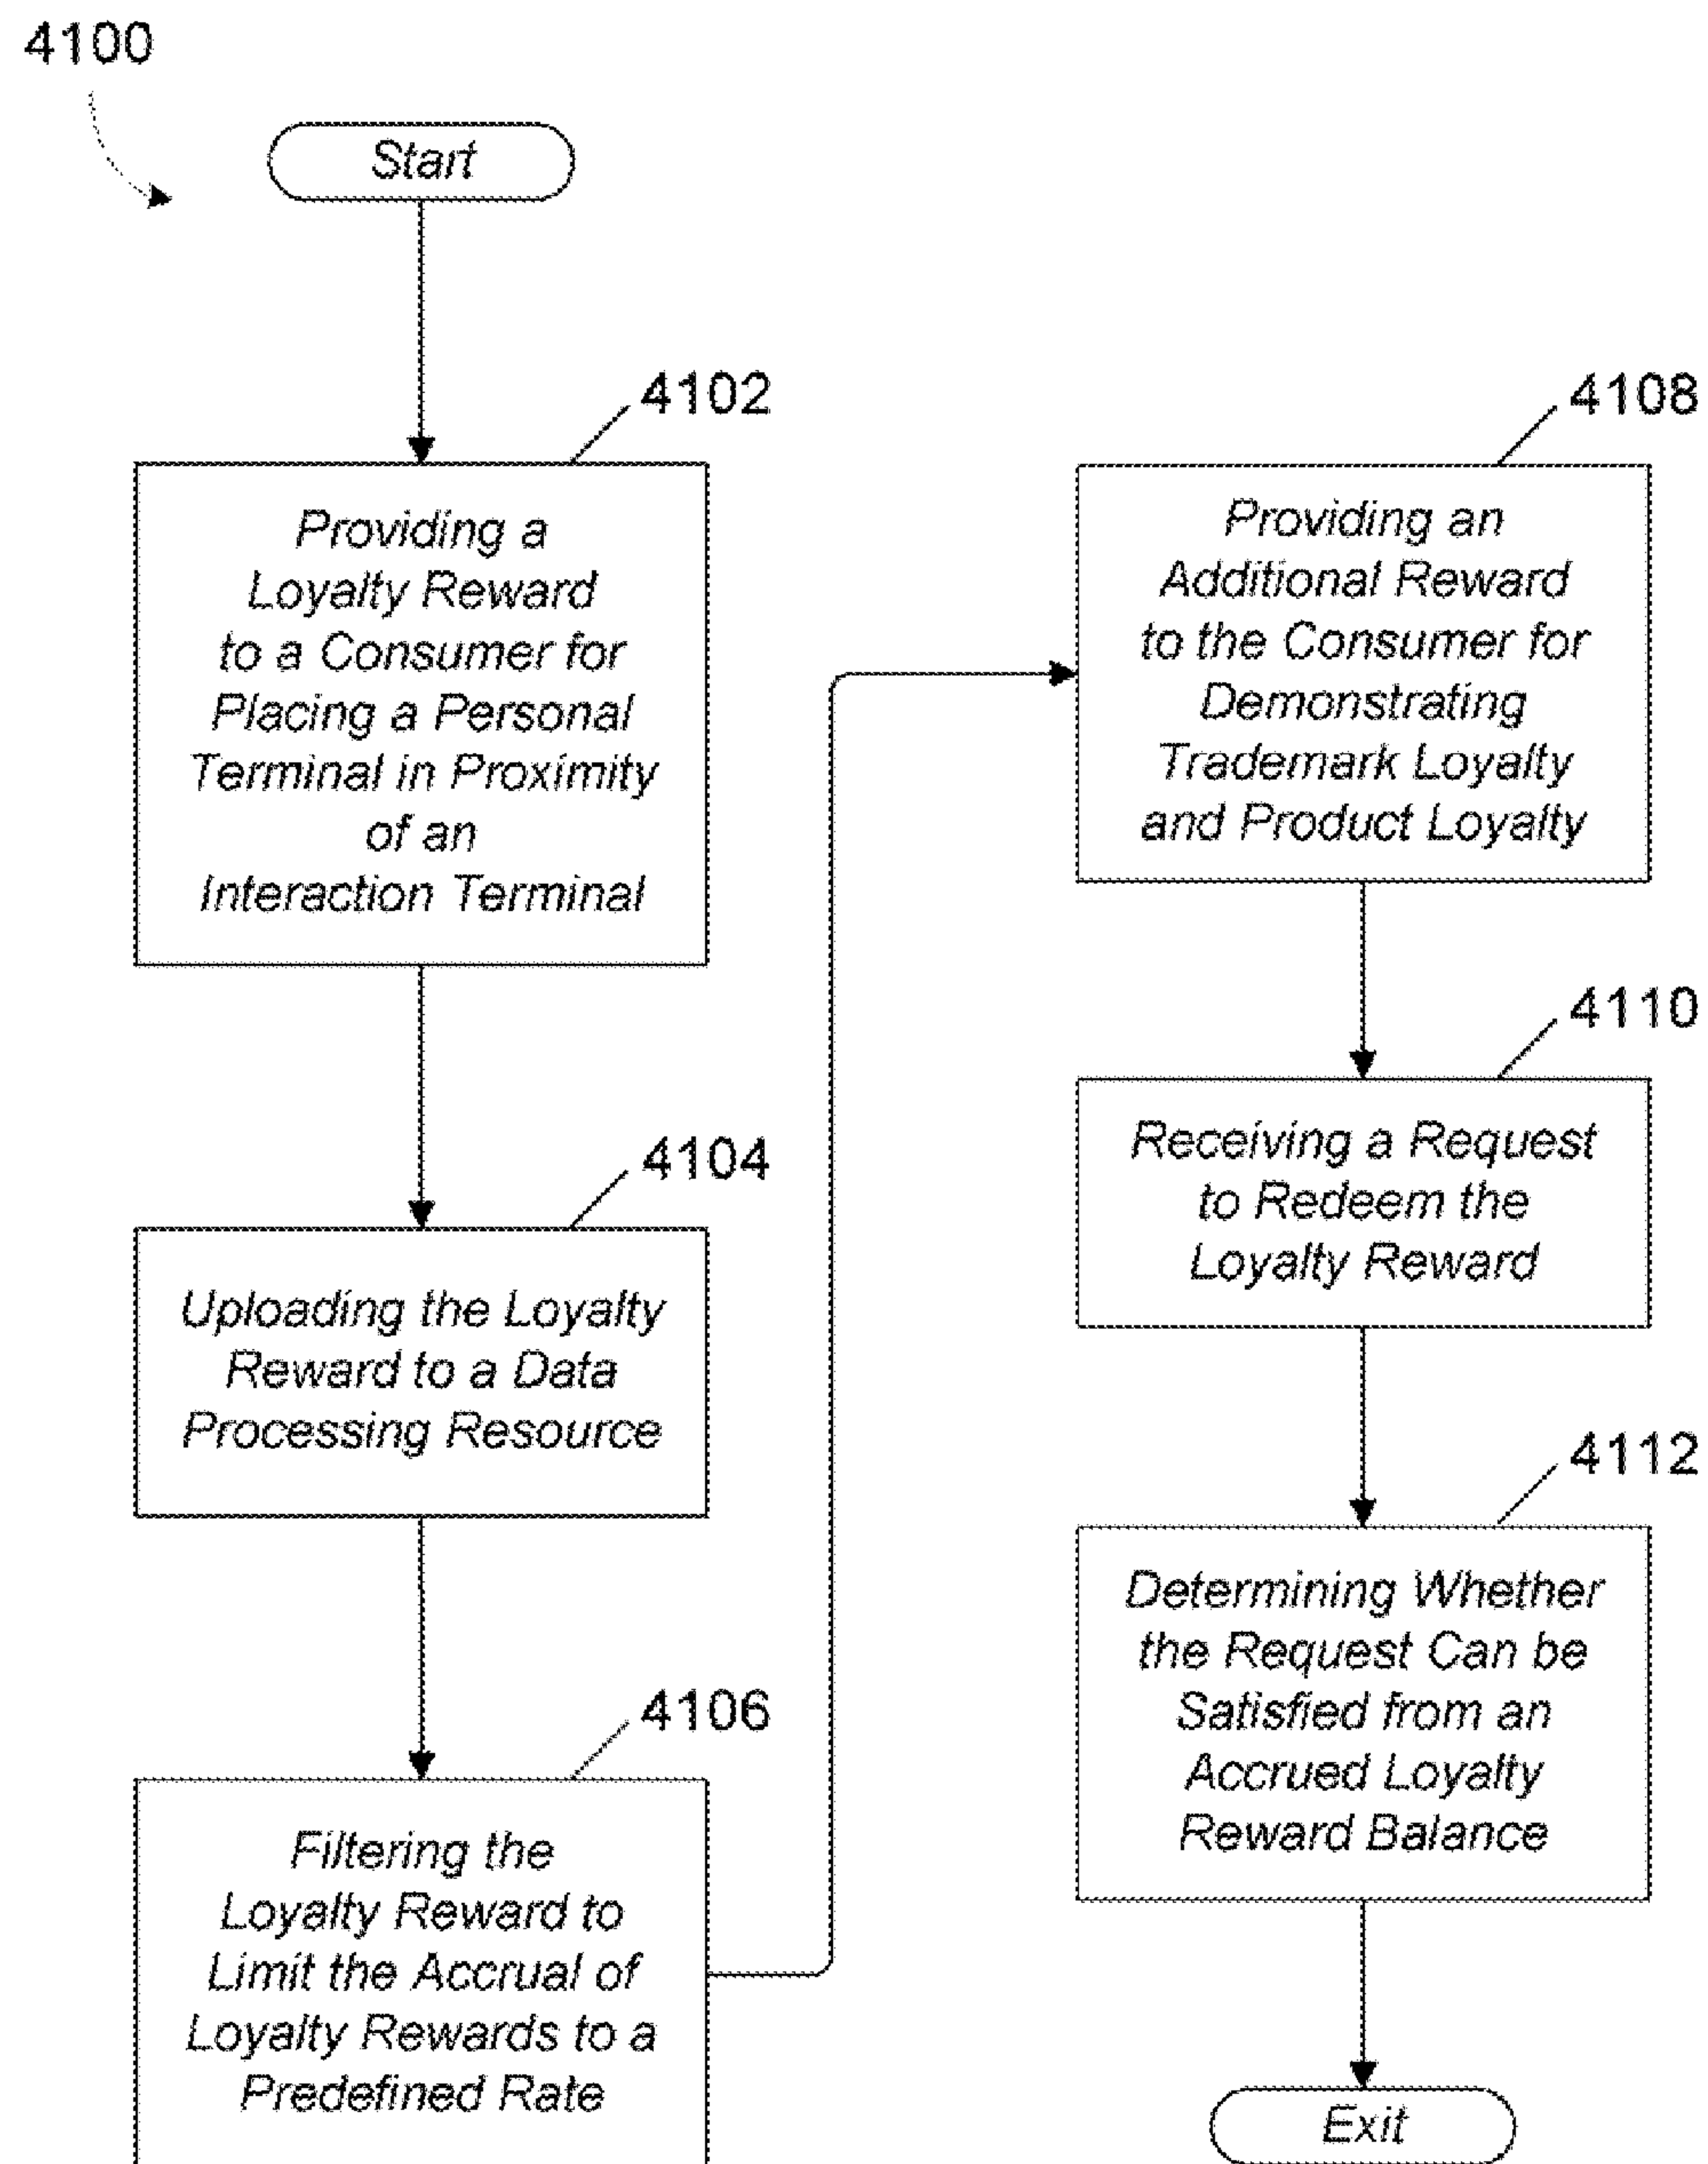 4100
Start
4102
Providing a
Loyalty Reward
to a Consumer for
Placing a Personal
Terminal in Proximity
of an
Interaction Terminal
4104
Uploading the Loyalty
Reward to a Data
Processing Resource
4106
Filtering the
Loyalty Reward to
Limit the Accrual of
Loyalty Rewards to a
Predefined Rate
4108
Providing an
Additional Reward
to the Consumer for
Demonstrating
Trademark Loyalty
and Product Loyalty
4110
Receiving a Request
to Redeem the
Loyalty Reward
4112
Determining Whether
the Request Can be
Satisfied from an
Accrued Loyalty
Reward Balance
Exit